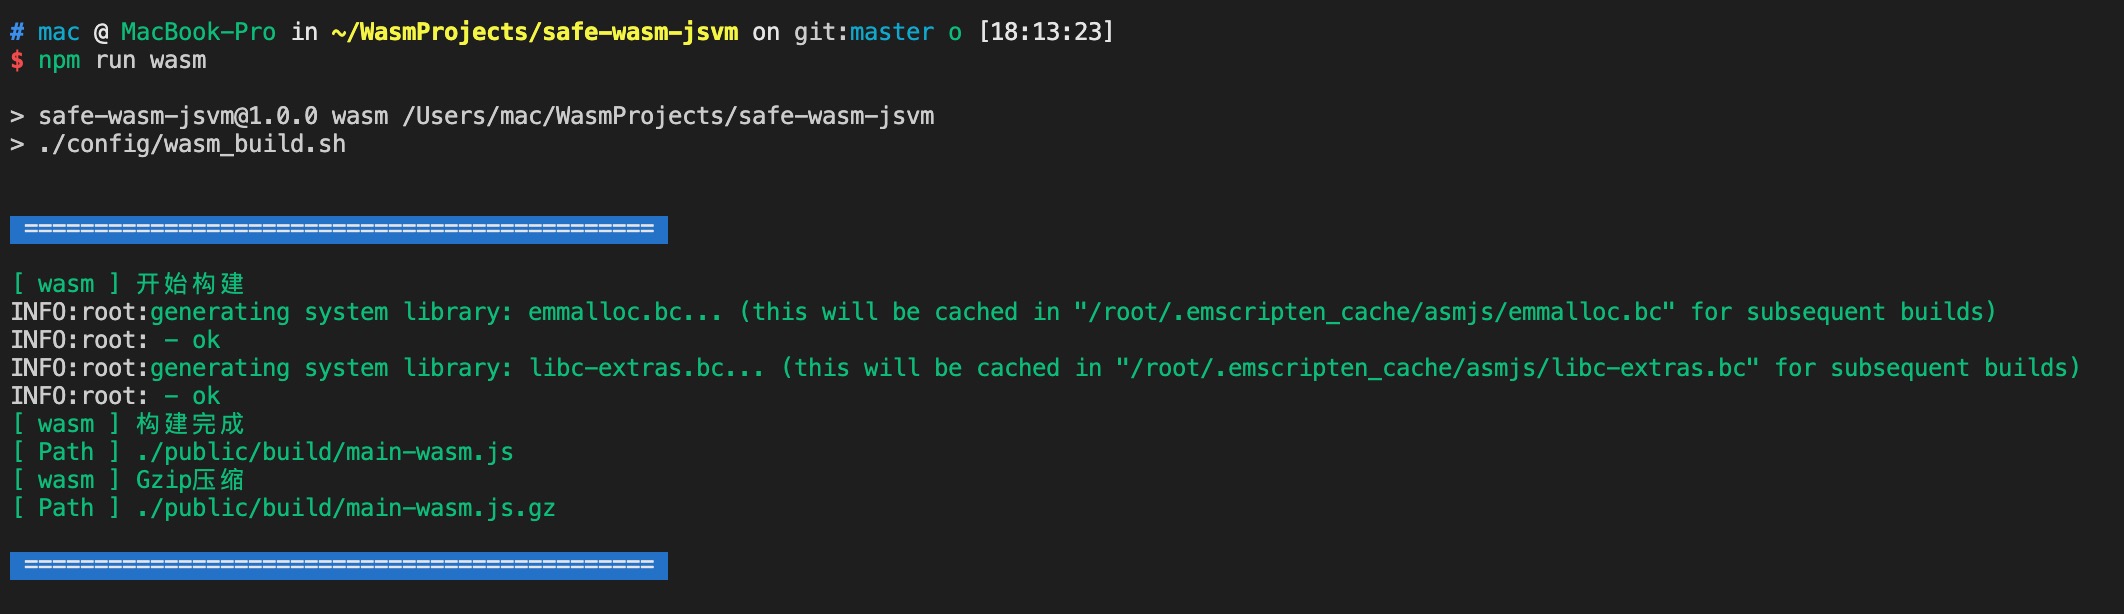 # mac @ MacBook-Pro in ~/WasmProjects/safe-wasm-jsvm on git:master o [18:13:23]
$ npm run wasm
> safe-wasm-jsvm@1.0.0 wasm /Users/mac/WasmProjects/safe-wasm-jsvm
> ./config/wasm_build.sh
=============================================
[ wasm ] 开始构建
INFO:root:generating system library: emmalloc.bc... (this will be cached in "/root/.emscripten_cache/asmjs/emmalloc.bc" for subsequent builds)
INFO:root: - ok
INFO:root:generating system library: libc-extras.bc... (this will be cached in "/root/.emscripten_cache/asmjs/libc-extras.bc" for subsequent builds)
INFO:root: - ok
[ wasm ] 构建完成
[ Path ] ./public/build/main-wasm.js
[ wasm ] Gzip压缩
[ Path ] ./public/build/main-wasm.js.gz
=============================================